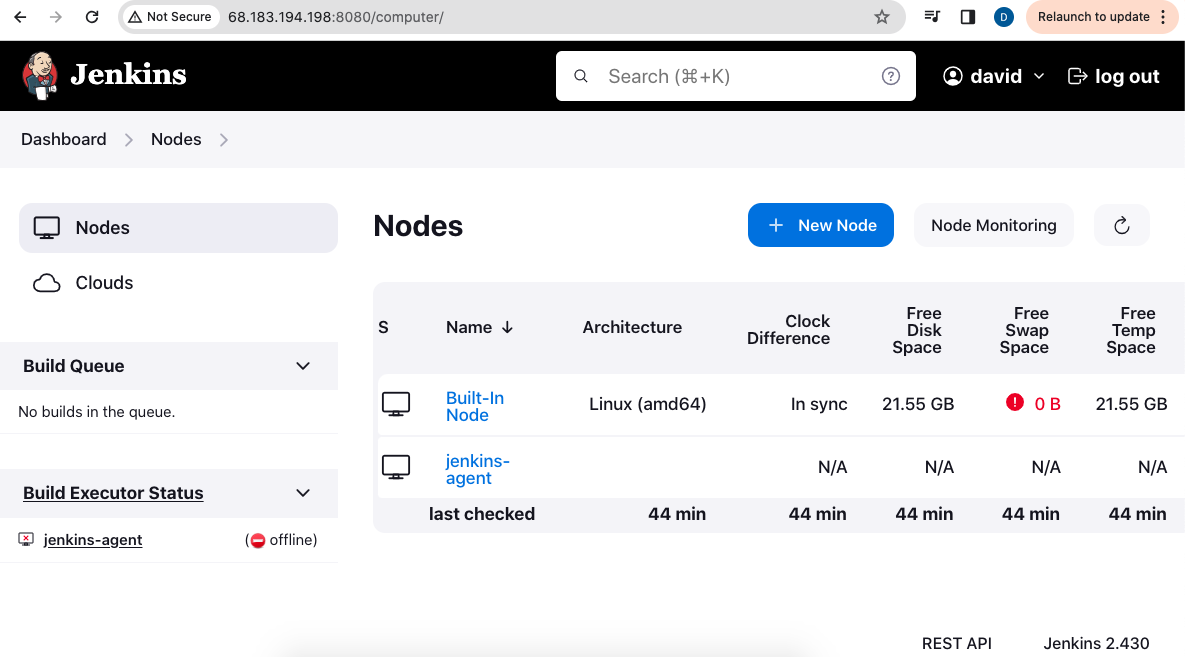 Not Secure 68.183.194.198:8080/computer/ D Relaunch to update
Jenkins Search (⌘+K) david log out
Dashboard Nodes
Nodes
Clouds
Build Queue
No builds in the queue.
Build Executor Status
jenkins-agent (offline)
Nodes + New Node Node Monitoring
S Name ↓ Architecture Clock Difference Free Disk Space Free Swap Space Free Temp Space
Built-In Node Linux (amd64) In sync 21.55 GB 0 B 21.55 GB
jenkins-agent N/A N/A N/A N/A
last checked 44 min 44 min 44 min 44 min 44 min
REST API Jenkins 2.430